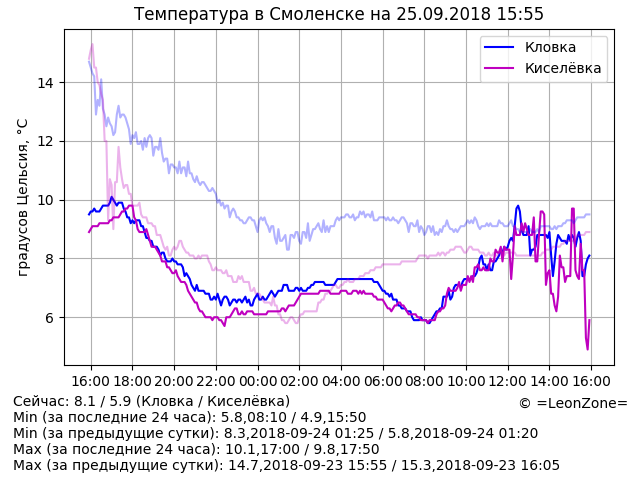 Температура в Смоленске на 25.09.2018 15:55
Кловка
Киселёвка
градусов Цельсия, °C
14
12
10
8
6
16:00 18:00 20:00 22:00 00:00 02:00 04:00 06:00 08:00 10:00 12:00 14:00 16:00
Сейчас: 8.1 / 5.9 (Кловка / Киселёвка)
© =LeonZone=
Min (за последние 24 часа): 5.8,08:10 / 4.9,15:50
Min (за предыдущие сутки): 8.3,2018-09-24 01:25 / 5.8,2018-09-24 01:20
Max (за последние 24 часа): 10.1,17:00 / 9.8,17:50
Max (за предыдущие сутки): 14.7,2018-09-23 15:55 / 15.3,2018-09-23 16:05